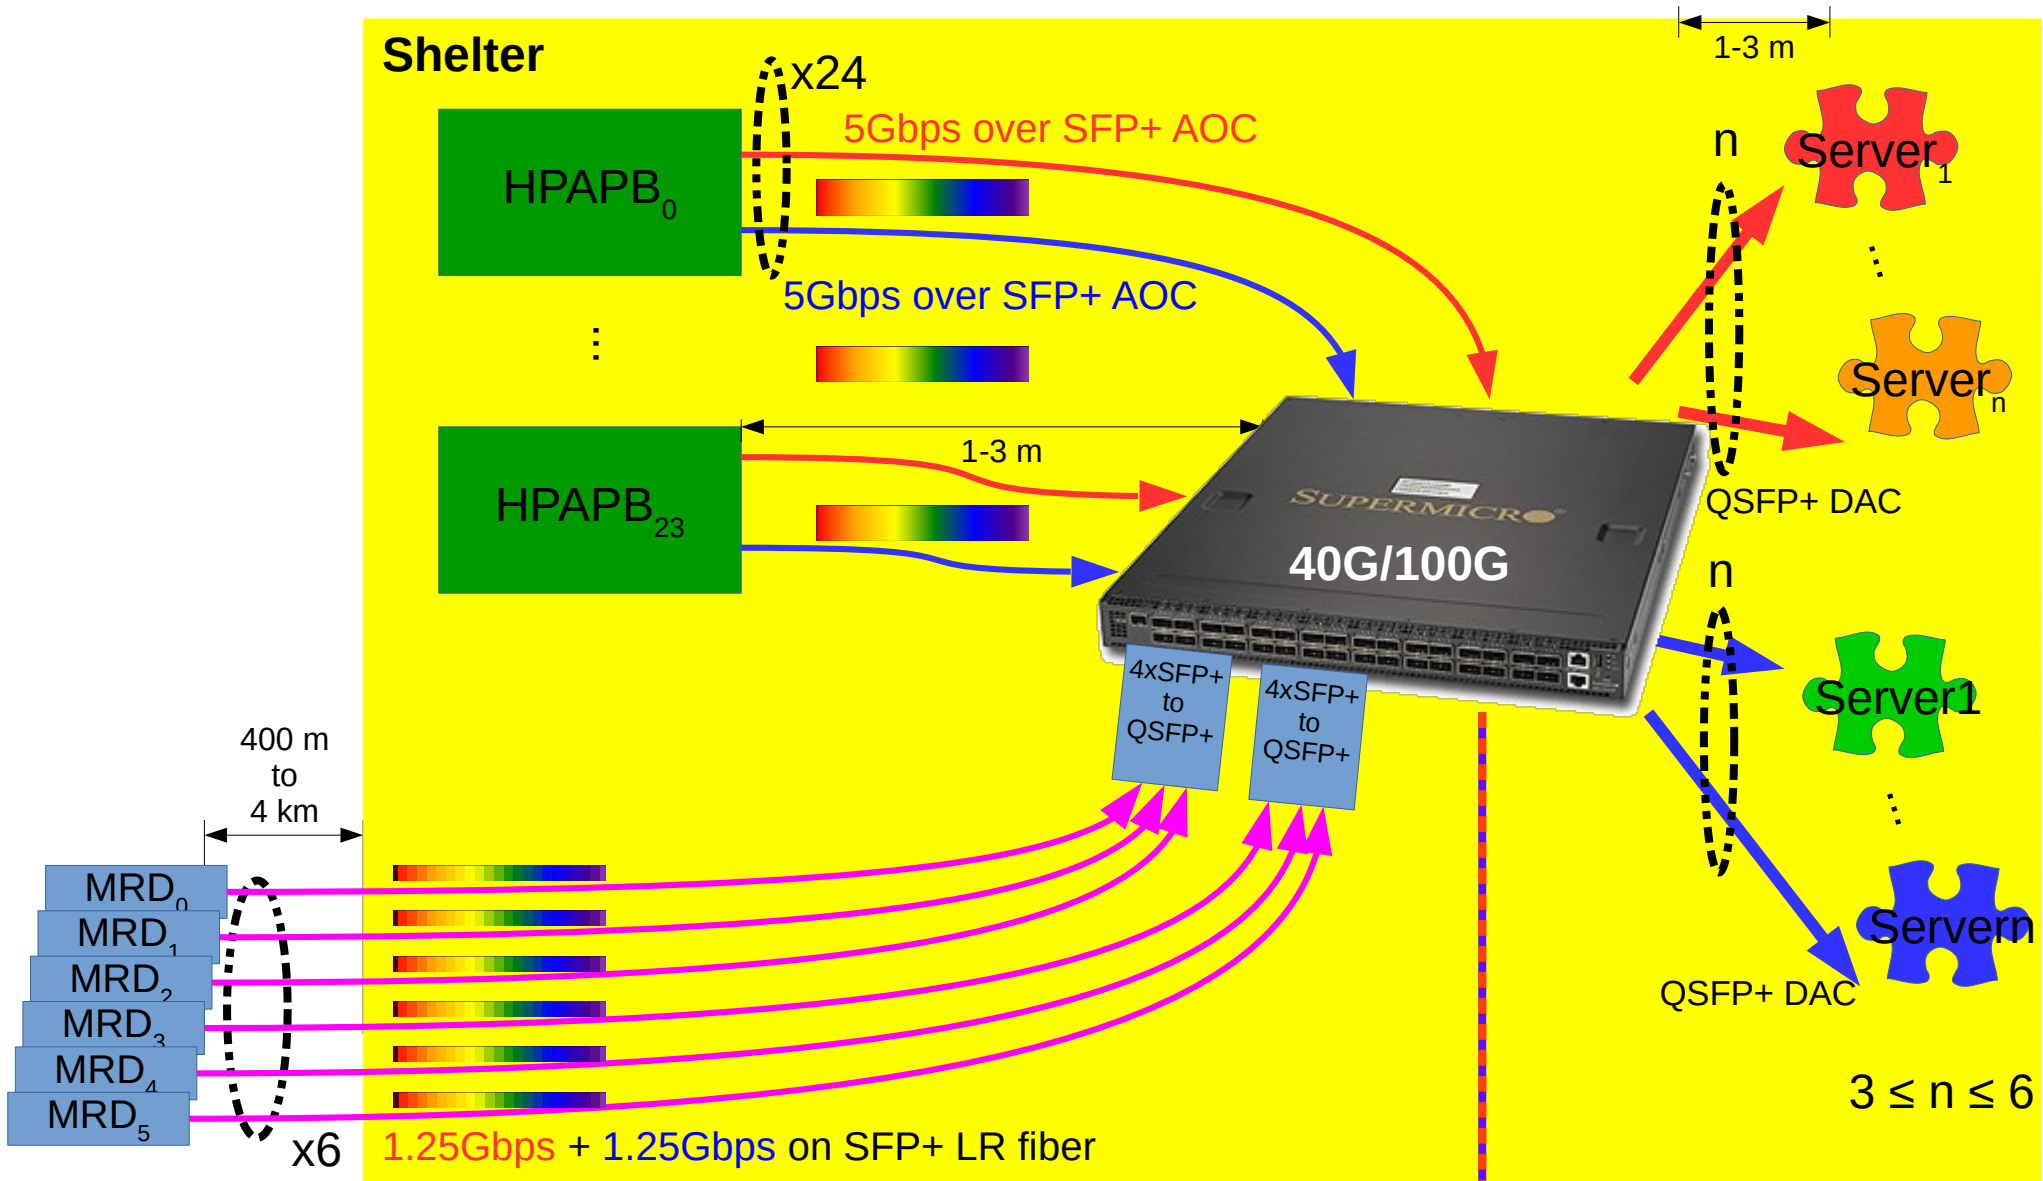 Shelter
x24
1-3 m
5Gbps over SFP+ AOC
HPAPB0
n
Server1
5Gbps over SFP+ AOC
⋮
Servern
1-3 m
HPAPB23
QSFP+ DAC
SUPERMICRO
40G/100G
n
4xSFP+
to
QSFP+
4xSFP+
to
QSFP+
Server1
400 m
to
4 km
MRD0
MRD1
MRD2
MRD3
MRD4
MRD5
Servern
QSFP+ DAC
3 ≤ n ≤ 6
x6
1.25Gbps + 1.25Gbps on SFP+ LR fiber